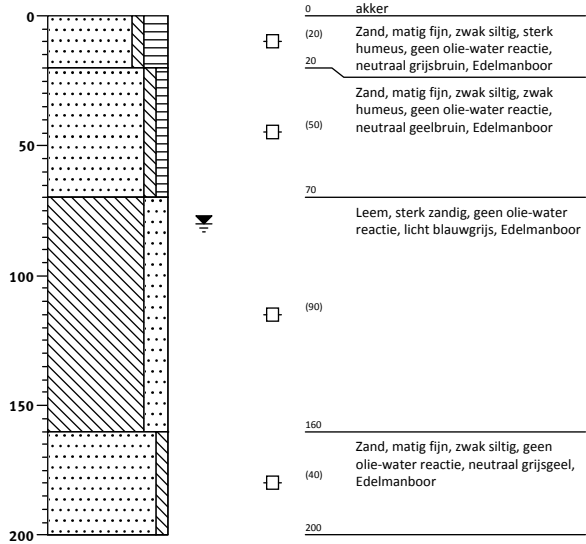 0
0
akker
(20)
Zand, matig fijn, zwak siltig, sterk
humeus, geen olie-water reactie,
neutraal grijsbruin, Edelmanboor
20
50
(50)
Zand, matig fijn, zwak siltig, zwak
humeus, geen olie-water reactie,
neutraal geelbruin, Edelmanboor
70
Leem, sterk zandig, geen olie-water
reactie, licht blauwgrijs, Edelmanboor
100
(90)
150
160
Zand, matig fijn, zwak siltig, geen
olie-water reactie, neutraal grijsgeel,
Edelmanboor
(40)
200
200